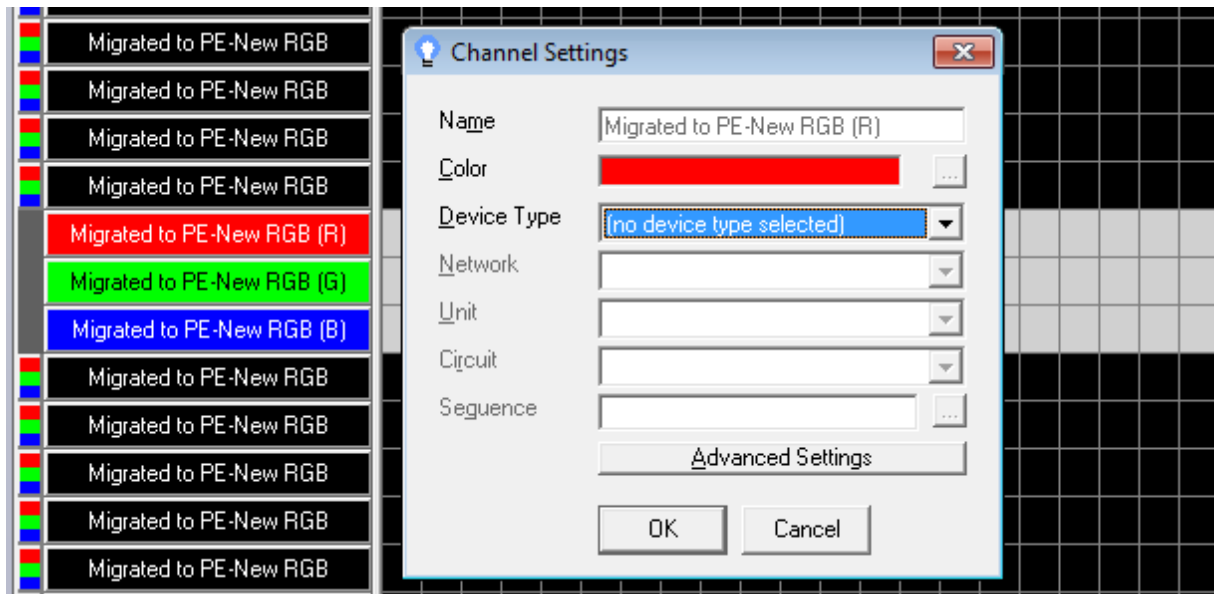 Migrated to PE-New RGB
Migrated to PE-New RGB
Migrated to PE-New RGB
Migrated to PE-New RGB
Migrated to PE-New RGB (R)
Migrated to PE-New RGB (G)
Migrated to PE-New RGB (B)
Migrated to PE-New RGB
Migrated to PE-New RGB
Migrated to PE-New RGB
Migrated to PE-New RGB
Migrated to PE-New RGB
Channel Settings
Name
Migrated to PE-New RGB (R)
Color
...
Device Type
(no device type selected)
Network
Unit
Circuit
Sequence
...
Advanced Settings
OK
Cancel